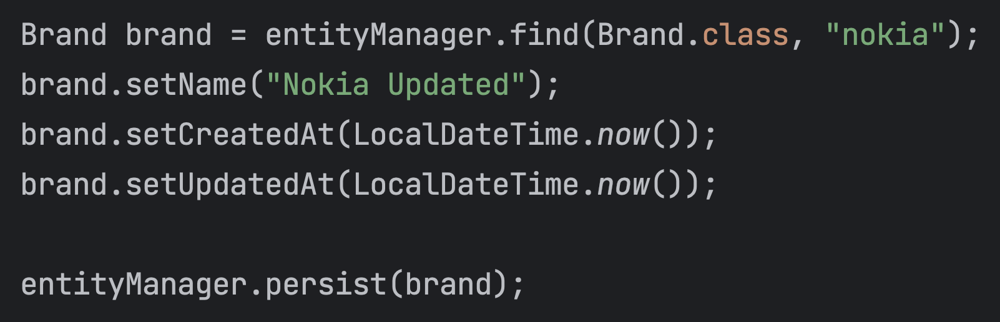 Brand brand = entityManager.find(Brand.class, "nokia");
brand.setName("Nokia Updated");
brand.setCreatedAt(LocalDateTime.now());
brand.setUpdatedAt(LocalDateTime.now());
entityManager.persist(brand);